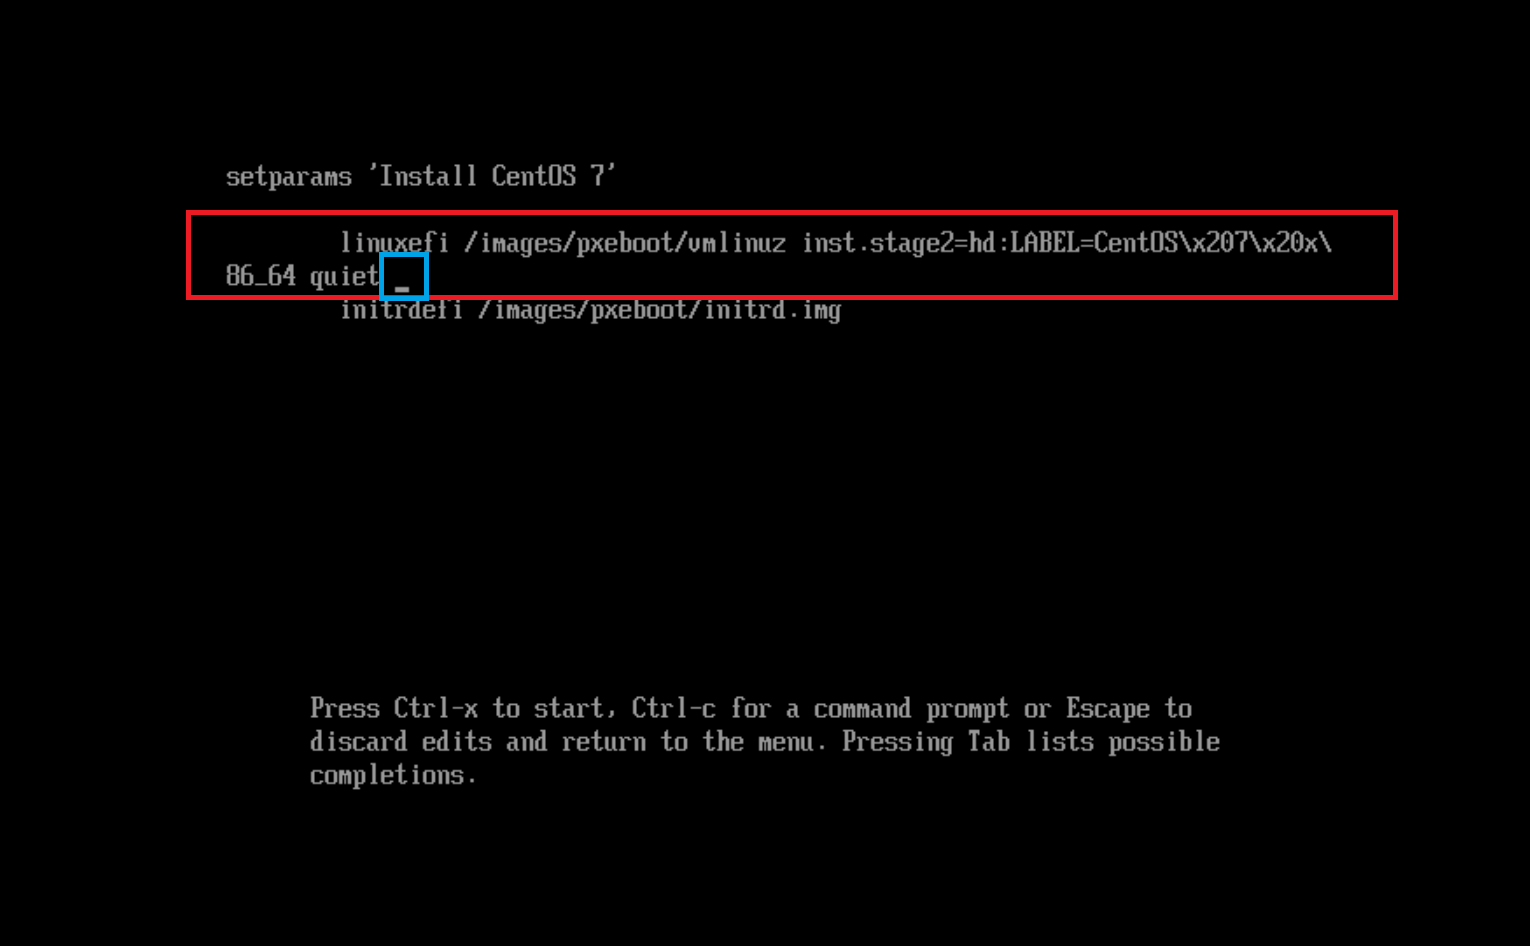 setparams 'Install CentOS 7'
linuxefi /images/pxeboot/vmlinuz inst.stage2=hd:LABEL=CentOS\x207\x20x\
86_64 quiet _
initrdefi /images/pxeboot/initrd.img
Press Ctrl-x to start, Ctrl-c for a command prompt or Escape to
discard edits and return to the menu. Pressing Tab lists possible
completions.